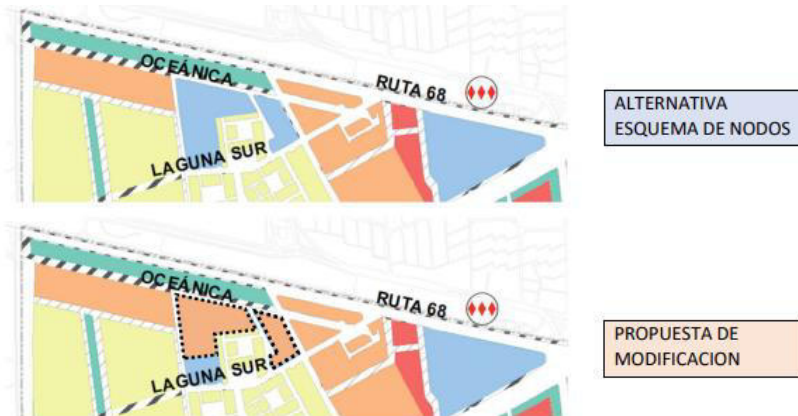 OCEÁNICA
RUTA 68
LAGUNA SUR
ALTERNATIVA
ESQUEMA DE NODOS
OCEÁNICA
RUTA 68
LAGUNA SUR
PROPUESTA DE
MODIFICACION